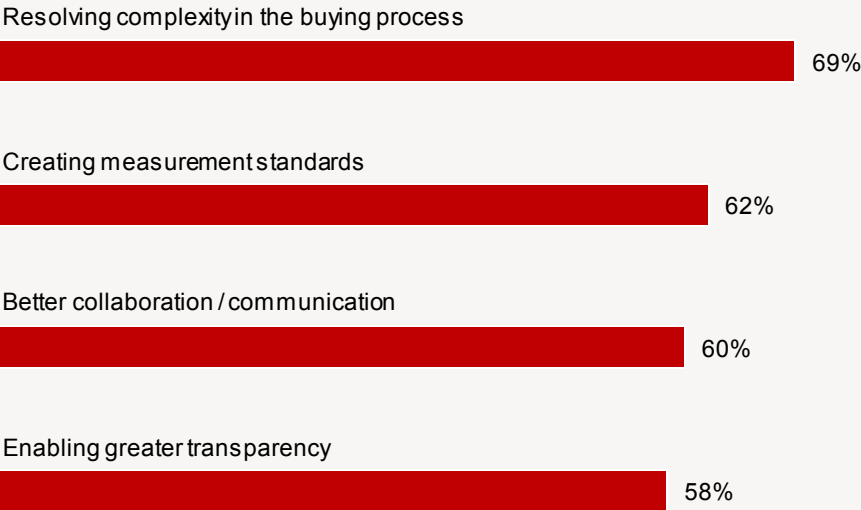 Resolving complexity in the buying process
69%
Creating measurement standards
62%
Better collaboration / communication
60%
Enabling greater transparency
58%